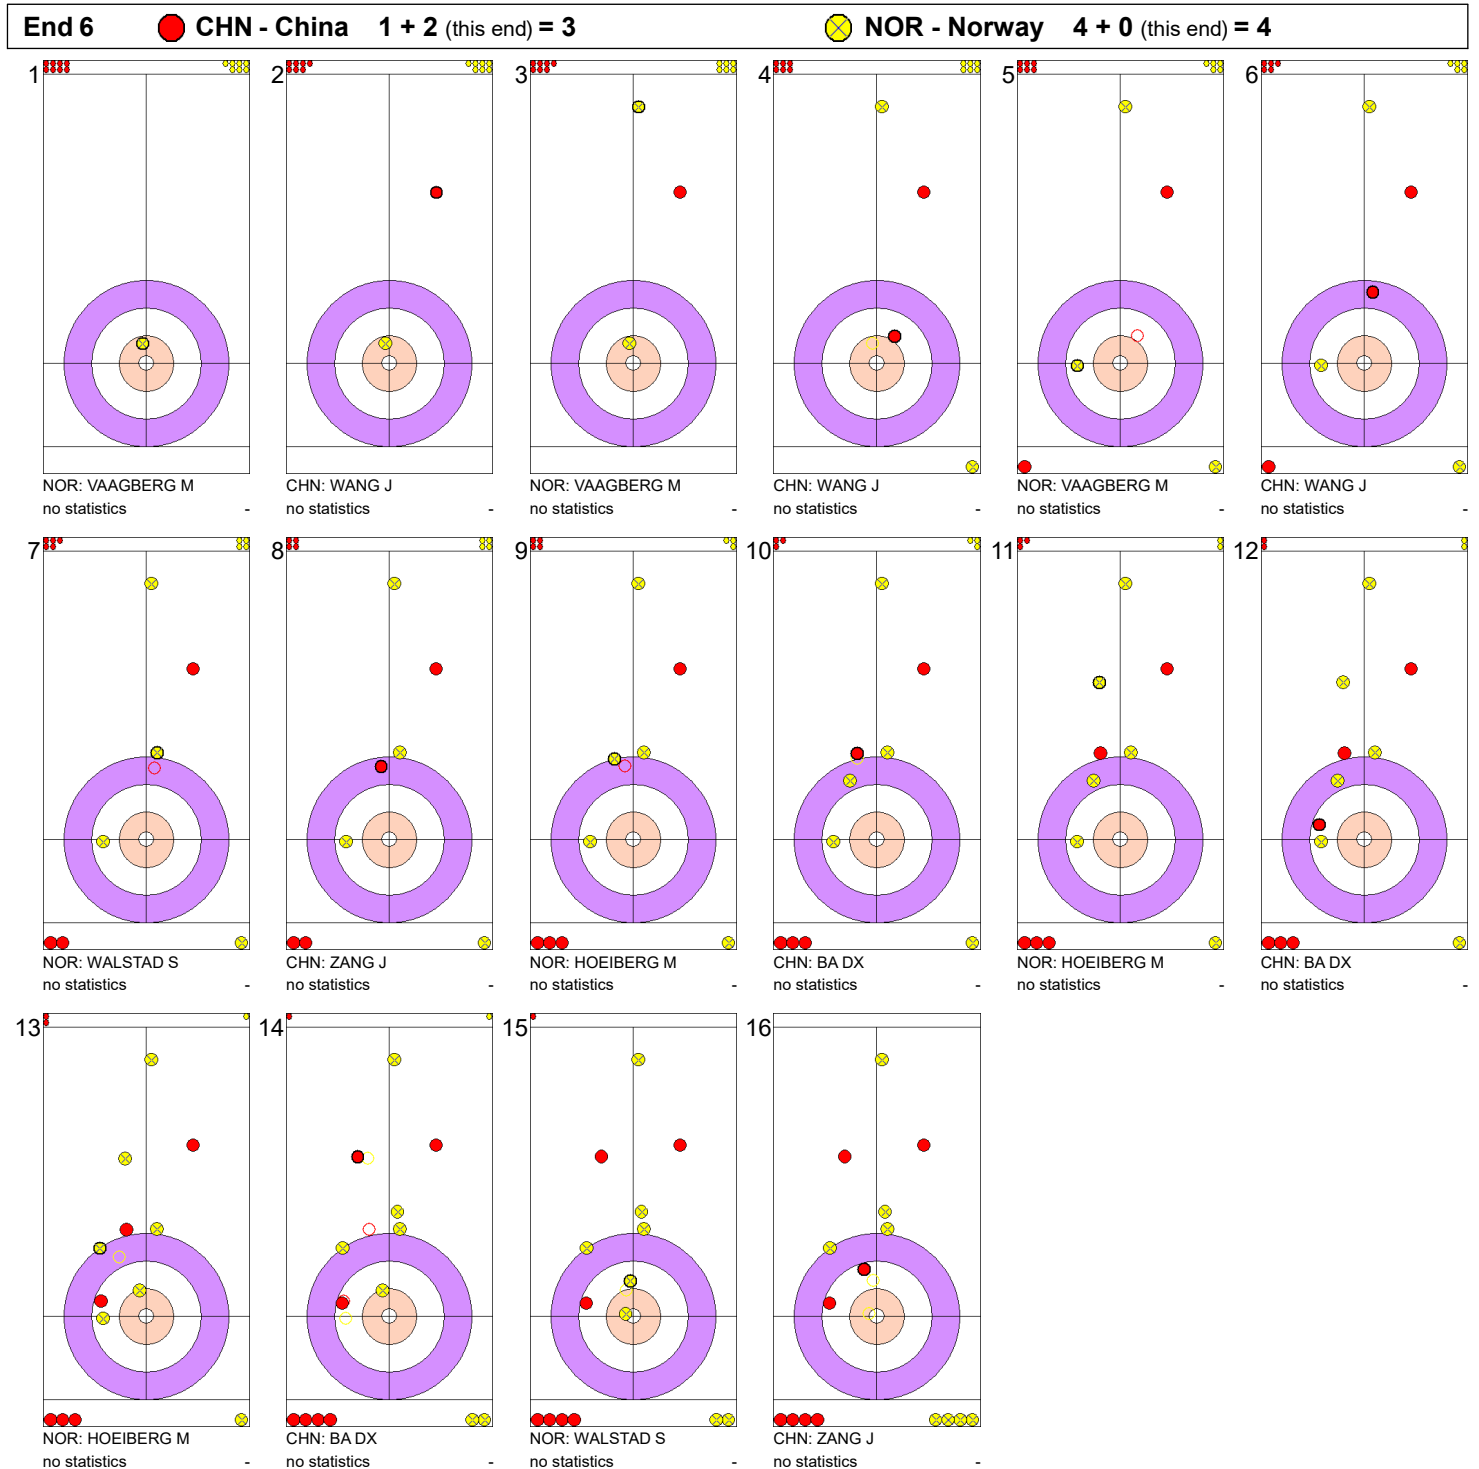 End 6 CHN - China 1 + 2 (this end) = 3 NOR - Norway 4 + 0 (this end) = 4
1 2 3 4 5 6
NOR: VAAGBERG M CHN: WANG J NOR: VAAGBERG M CHN: WANG J NOR: VAAGBERG M CHN: WANG J
no statistics - no statistics - no statistics - no statistics - no statistics - no statistics -
7 8 9 10 11 12
NOR: WALSTAD S CHN: ZANG J NOR: HOEIBERG M CHN: BA DX NOR: HOEIBERG M CHN: BA DX
no statistics - no statistics - no statistics - no statistics - no statistics - no statistics -
13 14 15 16
NOR: HOEIBERG M CHN: BA DX NOR: WALSTAD S CHN: ZANG J
no statistics - no statistics - no statistics - no statistics -